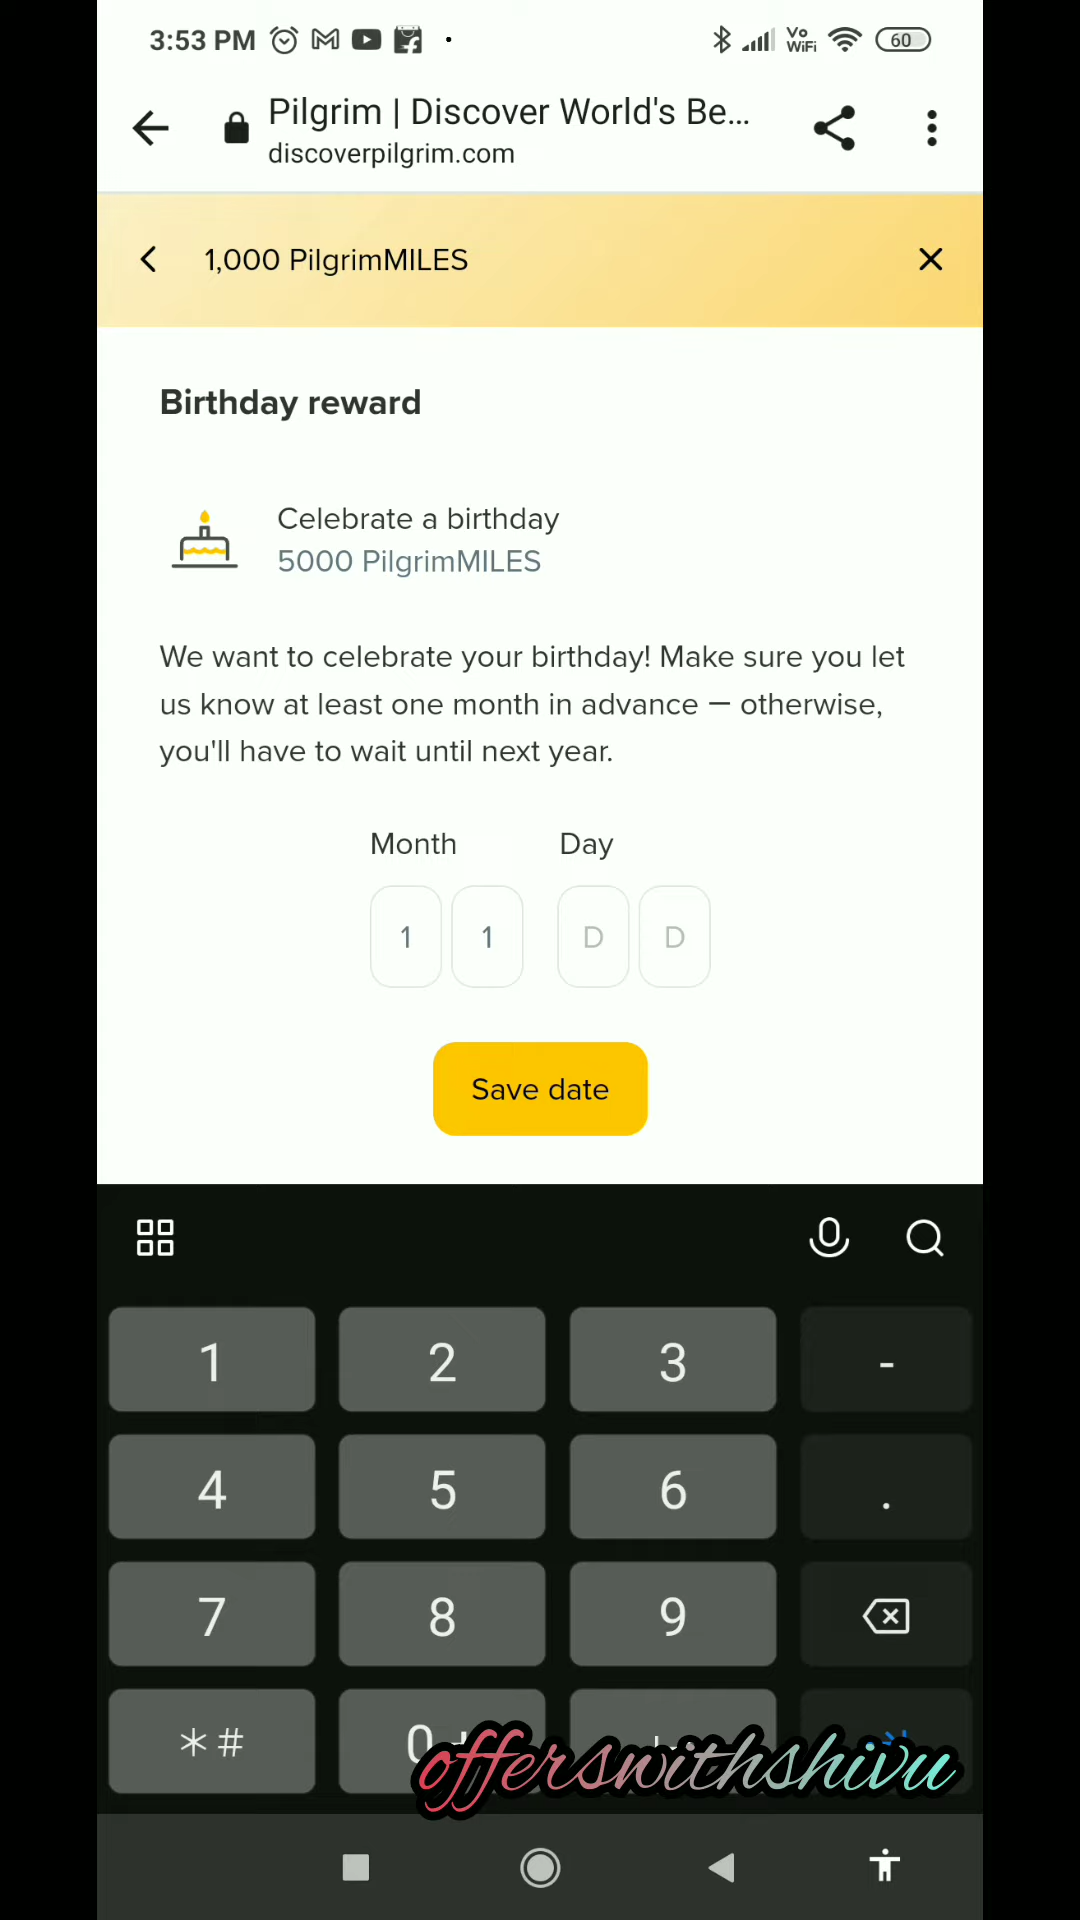 3:53 PM
Vo
WiFi
60
Pilgrim | Discover World's Be...
discoverpilgrim.com
1,000 PilgrimMILES
Birthday reward
Celebrate a birthday
5000 PilgrimMILES
We want to celebrate your birthday! Make sure you let
us know at least one month in advance — otherwise,
you'll have to wait until next year.
Month Day
1 1 D D
Save date
1 2 3 -
4 5 6 .
7 8 9
*# 0
offerswithshivu